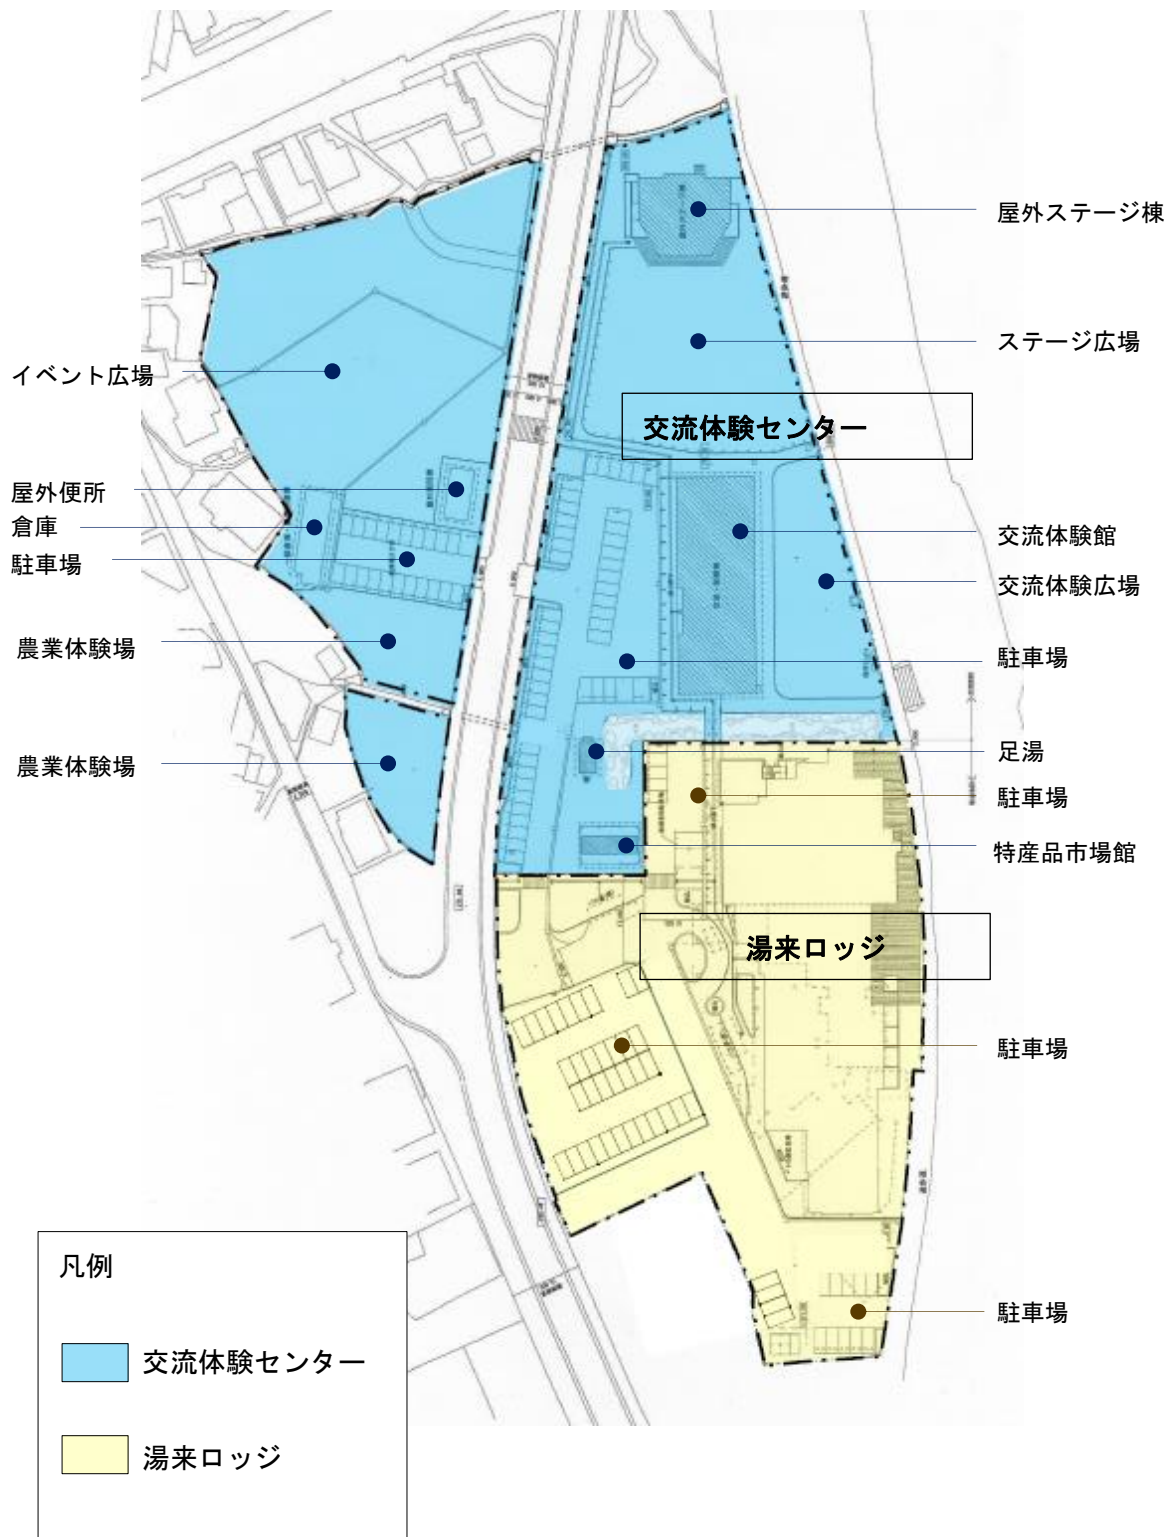 屋外ステージ棟
ステージ広場
イベント広場
交流体験センター
屋外便所
倉庫
駐車場
交流体験館
交流体験広場
農業体験場
駐車場
足湯
農業体験場
駐車場
特産品市場館
湯来ロッジ
駐車場
駐車場
凡例
交流体験センター
湯来ロッジ